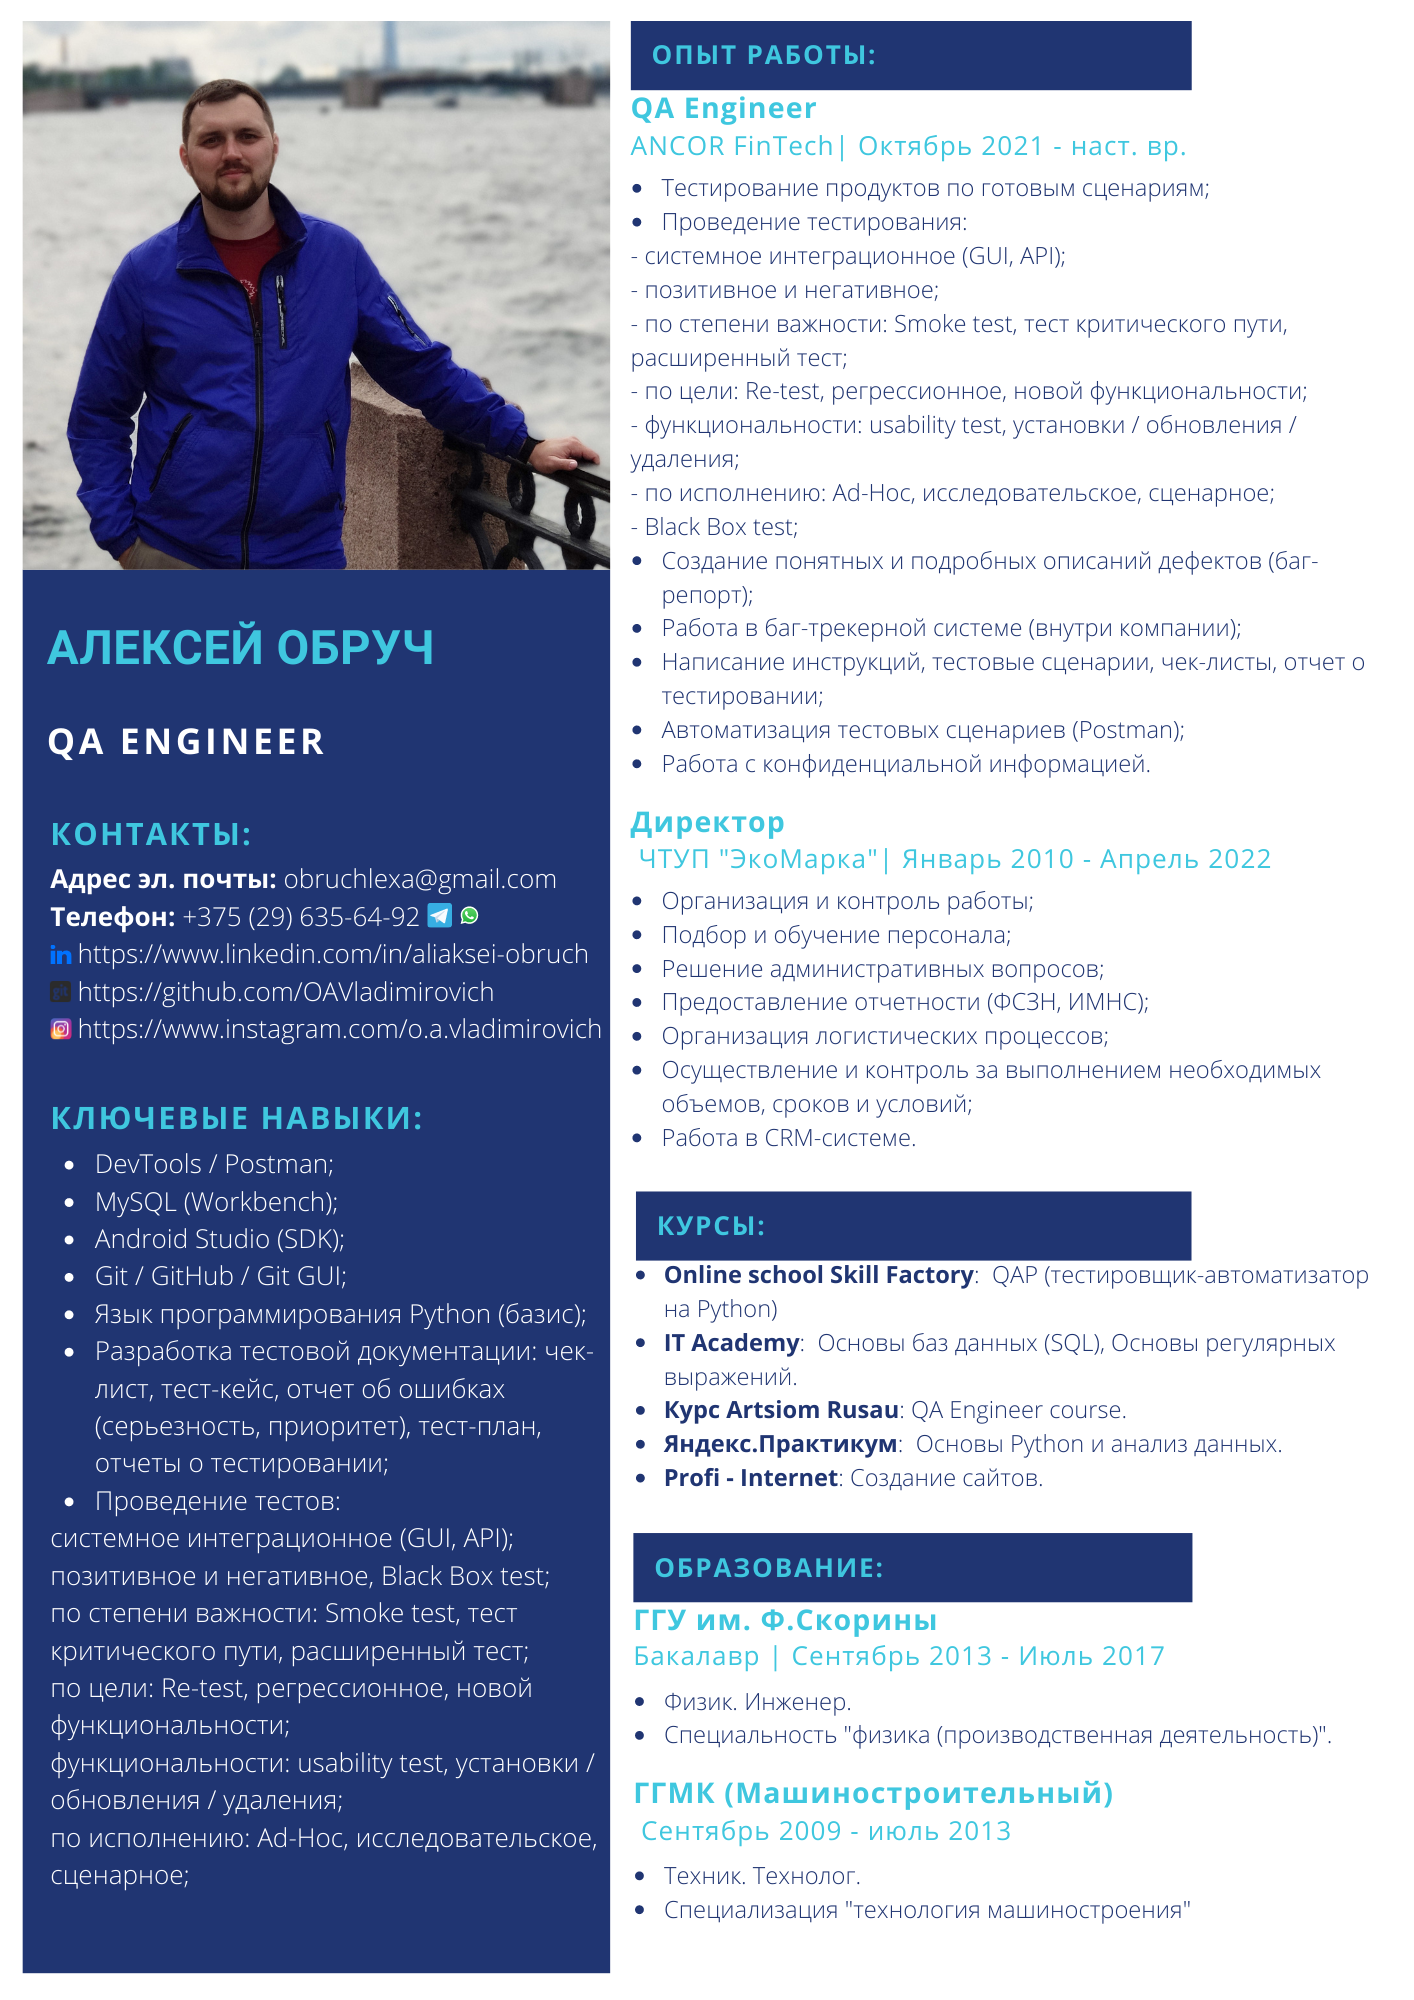 АЛЕКСЕЙ ОБРУЧ
QA ENGINEER
КОНТАКТЫ:
Адрес эл. почты: obruchlexa@gmail.com
Телефон: +375 (29) 635-64-92
in https://www.linkedin.com/in/aliaksei-obruch
git https://github.com/OAVladimirovich
https://www.instagram.com/o.a.vladimirovich
КЛЮЧЕВЫЕ НАВЫКИ:
• DevTools / Postman;
• MySQL (Workbench);
• Android Studio (SDK);
• Git / GitHub / Git GUI;
• Язык программирования Python (базис);
• Разработка тестовой документации: чек-
лист, тест-кейс, отчет об ошибках
(серьезность, приоритет), тест-план,
отчеты о тестировании;
• Проведение тестов:
системное интеграционное (GUI, API);
позитивное и негативное, Black Box test;
по степени важности: Smoke test, тест
критического пути, расширенный тест;
по цели: Re-test, регрессионное, новой
функциональности;
функциональности: usability test, установки /
обновления / удаления;
по исполнению: Ad-Hoc, исследовательское,
сценарное;
ОПЫТ РАБОТЫ:
QA Engineer
ANCOR FinTech| Октябрь 2021 - наст. вр.
• Тестирование продуктов по готовым сценариям;
• Проведение тестирования:
- системное интеграционное (GUI, API);
- позитивное и негативное;
- по степени важности: Smoke test, тест критического пути,
расширенный тест;
- по цели: Re-test, регрессионное, новой функциональности;
- функциональности: usability test, установки / обновления /
удаления;
- по исполнению: Ad-Hoc, исследовательское, сценарное;
- Black Box test;
• Создание понятных и подробных описаний дефектов (баг-
репорт);
• Работа в баг-трекерной системе (внутри компании);
• Написание инструкций, тестовые сценарии, чек-листы, отчет о
тестировании;
• Автоматизация тестовых сценариев (Postman);
• Работа с конфиденциальной информацией.
Директор
ЧТУП "ЭкоМарка"| Январь 2010 - Апрель 2022
• Организация и контроль работы;
• Подбор и обучение персонала;
• Решение административных вопросов;
• Предоставление отчетности (ФСЗН, ИМНС);
• Организация логистических процессов;
• Осуществление и контроль за выполнением необходимых
объемов, сроков и условий;
• Работа в CRM-системе.
КУРСЫ:
• Online school Skill Factory: QAP (тестировщик-автоматизатор
на Python)
• IT Academy: Основы баз данных (SQL), Основы регулярных
выражений.
• Курс Artsiom Rusau: QA Engineer course.
• Яндекс.Практикум: Основы Python и анализ данных.
• Profi - Internet: Создание сайтов.
ОБРАЗОВАНИЕ:
ГГУ им. Ф.Скорины
Бакалавр | Сентябрь 2013 - Июль 2017
• Физик. Инженер.
• Специальность "физика (производственная деятельность)".
ГГМК (Машиностроительный)
Сентябрь 2009 - июль 2013
• Техник. Технолог.
• Специализация "технология машиностроения"